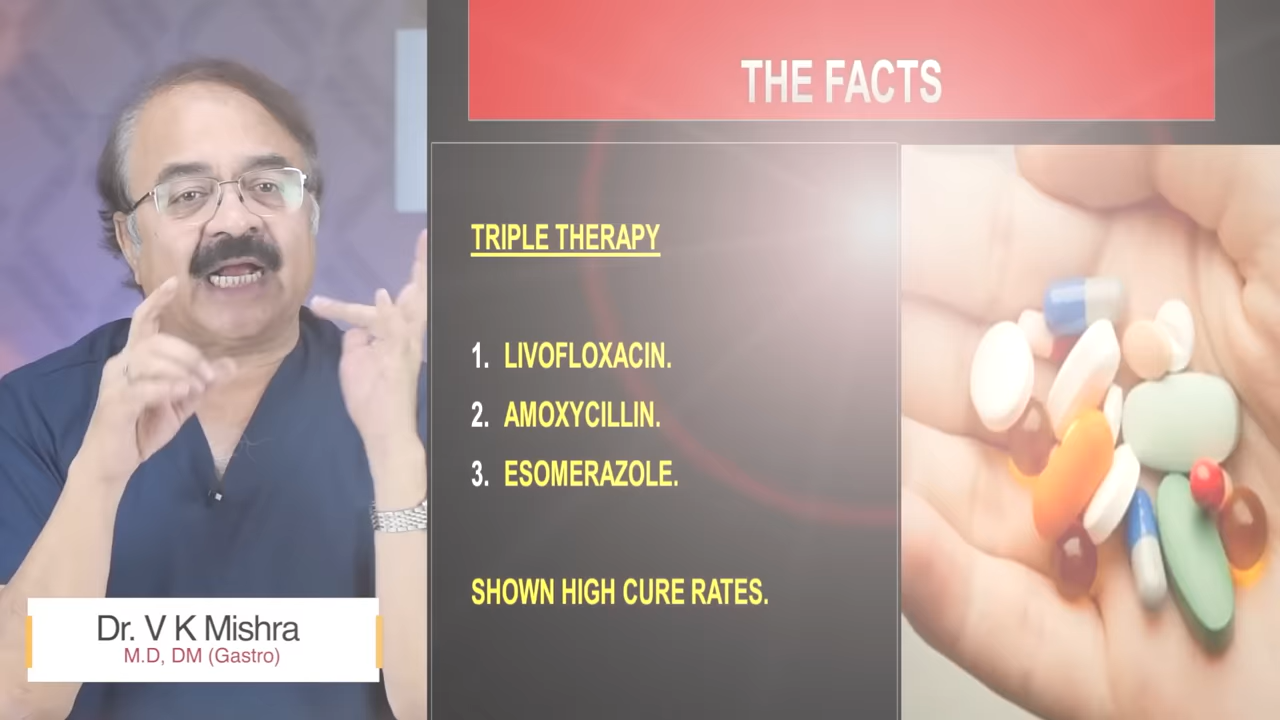 THE FACTS
TRIPLE THERAPY
1. LIVOFLOXACIN.
2. AMOXYCILLIN.
3. ESOMERAZOLE.
SHOWN HIGH CURE RATES.
Dr. V K Mishra
M.D, DM (Gastro)